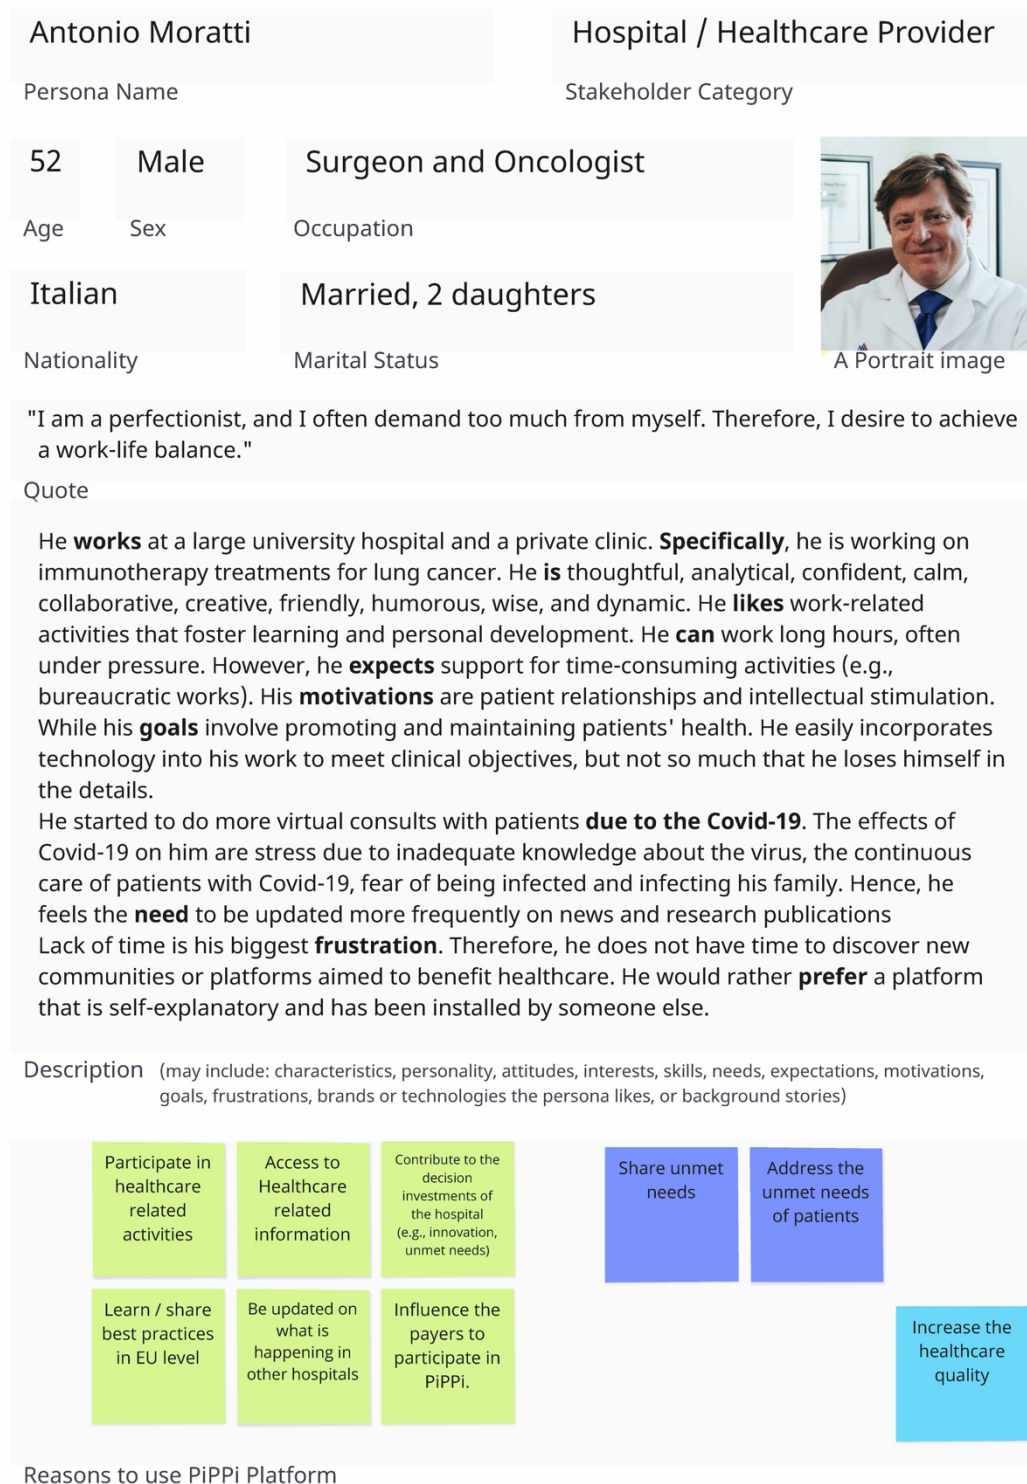 Antonio Moratti
Hospital / Healthcare Provider
Persona Name
Stakeholder Category
52
Male
Surgeon and Oncologist
Age
Sex
Occupation
Italian
Married, 2 daughters
Nationality
Marital Status
A Portrait image
"I am a perfectionist, and I often demand too much from myself. Therefore, I desire to achieve
a work-life balance."
Quote
He works at a large university hospital and a private clinic. Specifically, he is working on
immunotherapy treatments for lung cancer. He is thoughtful, analytical, confident, calm,
collaborative, creative, friendly, humorous, wise, and dynamic. He likes work-related
activities that foster learning and personal development. He can work long hours, often
under pressure. However, he expects support for time-consuming activities (e.g.,
bureaucratic works). His motivations are patient relationships and intellectual stimulation.
While his goals involve promoting and maintaining patients' health. He easily incorporates
technology into his work to meet clinical objectives, but not so much that he loses himself in
the details.
He started to do more virtual consults with patients due to the Covid-19. The effects of
Covid-19 on him are stress due to inadequate knowledge about the virus, the continuous
care of patients with Covid-19, fear of being infected and infecting his family. Hence, he
feels the need to be updated more frequently on news and research publications
Lack of time is his biggest frustration. Therefore, he does not have time to discover new
communities or platforms aimed to benefit healthcare. He would rather prefer a platform
that is self-explanatory and has been installed by someone else.
Description (may include: characteristics, personality, attitudes, interests, skills, needs, expectations, motivations,
goals, frustrations, brands or technologies the persona likes, or background stories)
Participate in
healthcare
related
activities
Access to
Healthcare
related
information
Contribute to the
decision
investments of
the hospital
(e.g., innovation,
unmet needs)
Share unmet
needs
Address the
unmet needs
of patients
Learn / share
best practices
in EU level
Be updated on
what is
happening in
other hospitals
Influence the
payers to
participate in
PiPPi.
Increase the
healthcare
quality
Reasons to use PiPPi Platform